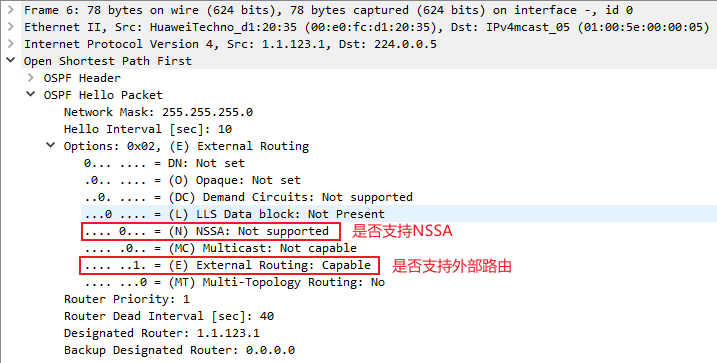 Frame 6: 78 bytes on wire (624 bits), 78 bytes captured (624 bits) on interface -, id 0
Ethernet II, Src: HuaweiTechno_d1:20:35 (00:e0:fc:d1:20:35), Dst: IPv4mcast_05 (01:00:5e:00:00:05)
Internet Protocol Version 4, Src: 1.1.123.1, Dst: 224.0.0.5
Open Shortest Path First
OSPF Header
OSPF Hello Packet
Network Mask: 255.255.255.0
Hello Interval [sec]: 10
Options: 0x02, (E) External Routing
0... .... = DN: Not set
.0.. .... = (O) Opaque: Not set
..0. .... = (DC) Demand Circuits: Not supported
...0 .... = (L) LLS Data block: Not Present
.... 0... = (N) NSSA: Not supported 是否支持NSSA
.... .0.. = (MC) Multicast: Not capable
.... ..1. = (E) External Routing: Capable 是否支持外部路由
.... ...0 = (MT) Multi-Topology Routing: No
Router Priority: 1
Router Dead Interval [sec]: 40
Designated Router: 1.1.123.1
Backup Designated Router: 0.0.0.0